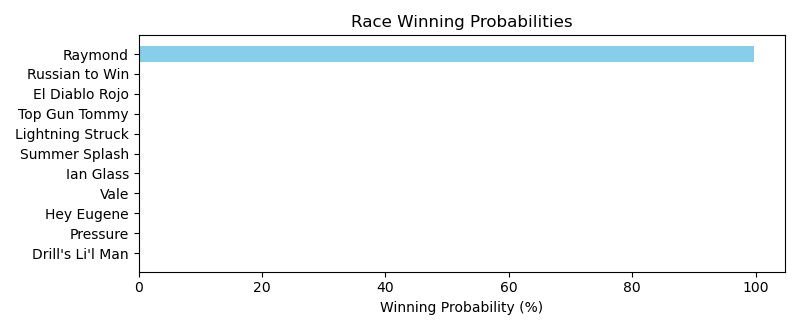 Race Winning Probabilities
Raymond
Russian to Win
El Diablo Rojo
Top Gun Tommy
Lightning Struck
Summer Splash
Ian Glass
Vale
Hey Eugene
Pressure
Drill's Li'l Man
0 20 40 60 80 100
Winning Probability (%)